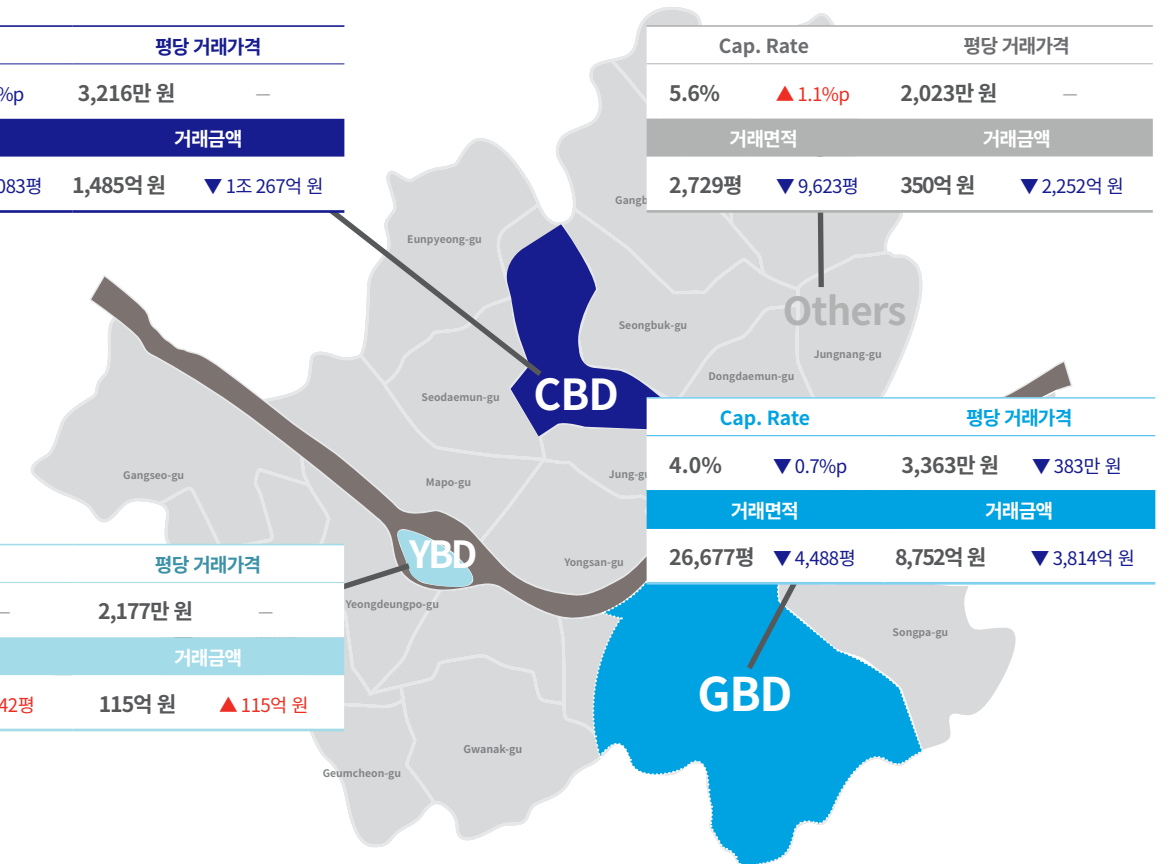 평당 거래가격
%p 3,216만 원 –
거래금액
083평 1,485억 원 ▼ 1조 267억 원
Cap. Rate 평당 거래가격
5.6% ▲ 1.1%p 2,023만 원 –
거래면적 거래금액
2,729평 ▼ 9,623평 350억 원 ▼ 2,252억 원
Gangb
Eunpyeong-gu
Others
Seongbuk-gu
Jungnang-gu
Dongdaemun-gu
Seodaemun-gu
CBD
Cap. Rate 평당 거래가격
4.0% ▼ 0.7%p 3,363만 원 ▼ 383만 원
거래면적 거래금액
26,677평 ▼ 4,488평 8,752억 원 ▼ 3,814억 원
Gangseo-gu
Mapo-gu
Jung-gu
YBD
Yongsan-gu
평당 거래가격
– 2,177만 원 –
거래금액
42평 115억 원 ▲ 115억 원
Yeongdeungpo-gu
Songpa-gu
GBD
Gwanak-gu
Geumcheon-gu